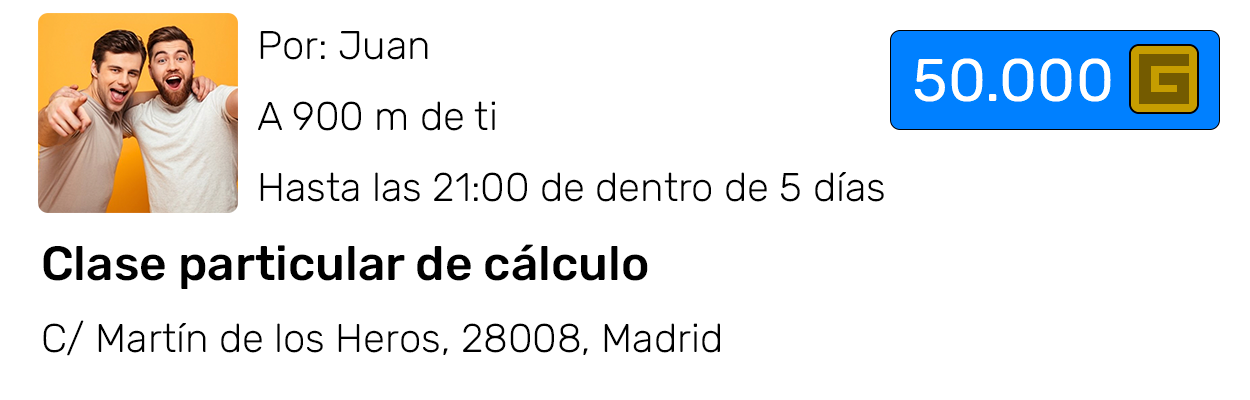 Por: Juan
A 900 m de ti
Hasta las 21:00 de dentro de 5 días
50.000 G
Clase particular de cálculo
C/ Martín de los Heros, 28008, Madrid